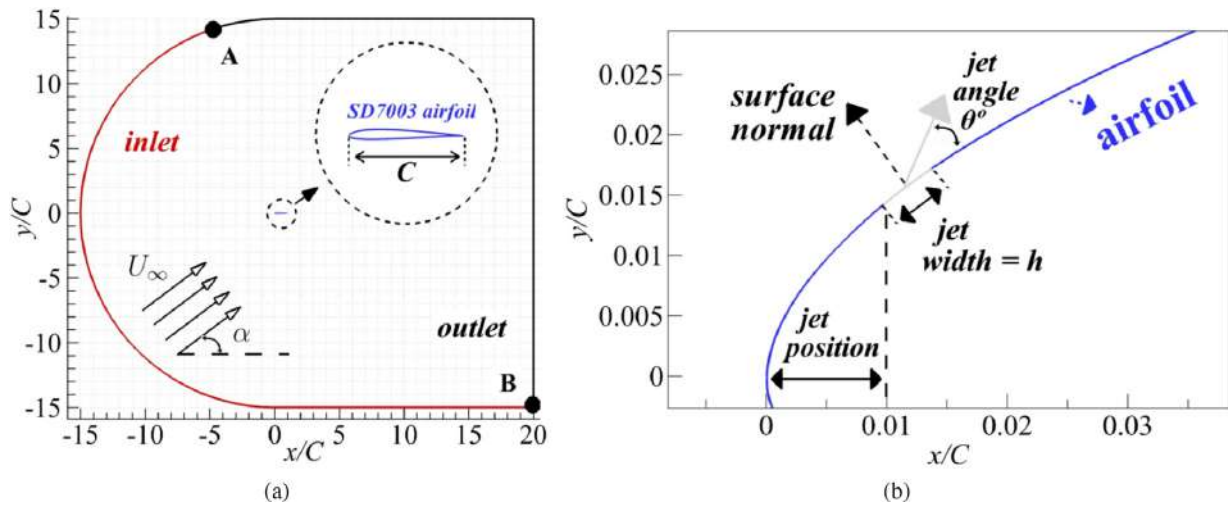 15
10
5
0
-5
-10
-15
y/C
-15
-10
-5
0
5
10
15
20
x/C
A
inlet
SD7003 airfoil
C
U∞
α
outlet
B
(a)
0.025
0.02
0.015
0.01
0.005
0
y/C
0
0.01
0.02
0.03
x/C
surface
normal
jet
angle
θº
airfoil
jet
width = h
jet
position
(b)